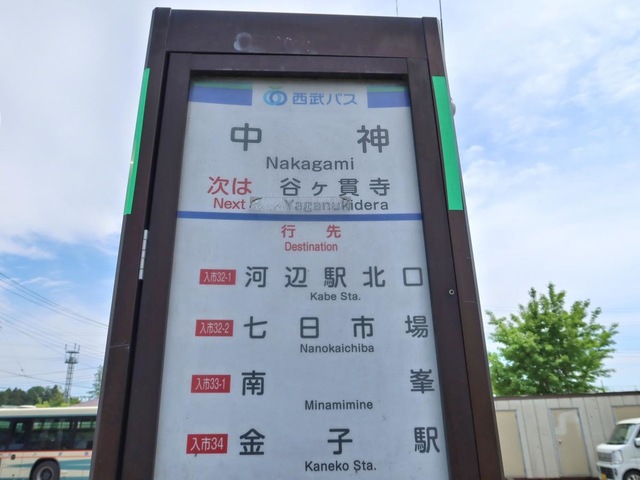 西武バス
中神
Nakagami
次は 谷ヶ貫寺
Next Yaganukidera
行先
Destination
入市32-1 河辺駅北口
Kabe Sta.
入市32-2 七日市場
Nanokaichiba
入市33-1 南峯
Minamimine
入市34 金子駅
Kaneko Sta.